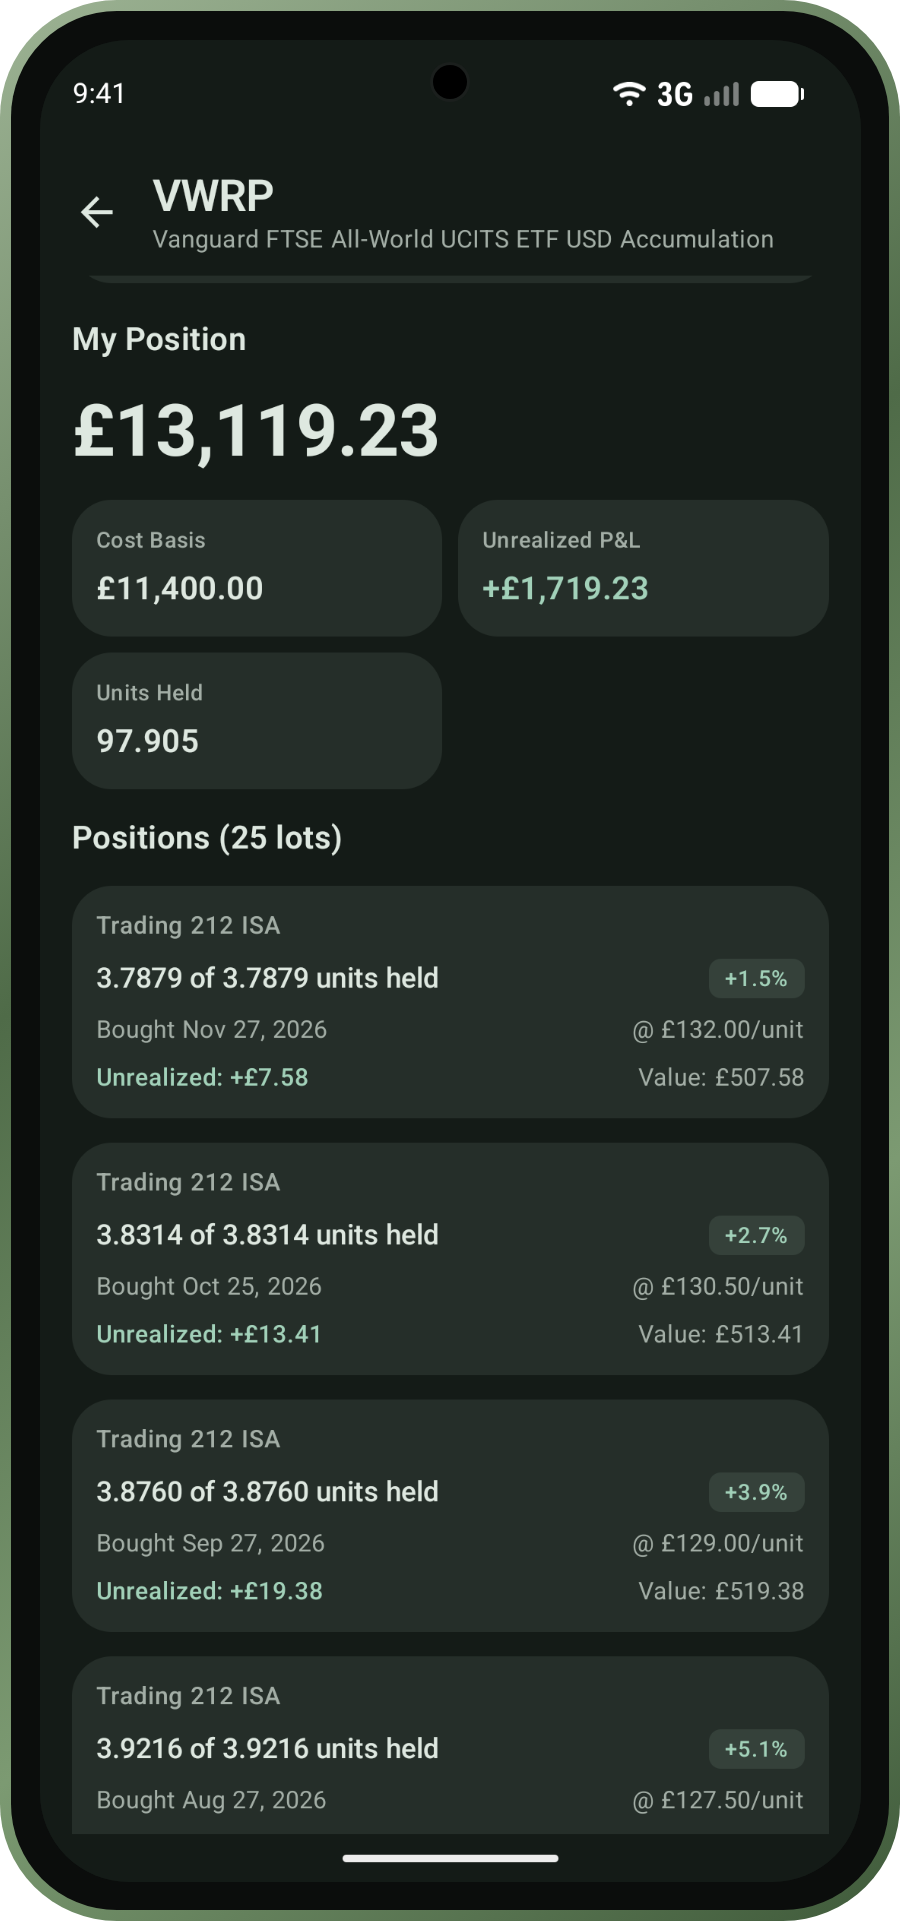 9:41
3G
VWRP
Vanguard FTSE All-World UCITS ETF USD Accumulation
My Position
£13,119.23
Cost Basis
£11,400.00
Unrealized P&L
+£1,719.23
Units Held
97.905
Positions (25 lots)
Trading 212 ISA
3.7879 of 3.7879 units held
+1.5%
Bought Nov 27, 2026
@ £132.00/unit
Unrealized: +£7.58
Value: £507.58
Trading 212 ISA
3.8314 of 3.8314 units held
+2.7%
Bought Oct 25, 2026
@ £130.50/unit
Unrealized: +£13.41
Value: £513.41
Trading 212 ISA
3.8760 of 3.8760 units held
+3.9%
Bought Sep 27, 2026
@ £129.00/unit
Unrealized: +£19.38
Value: £519.38
Trading 212 ISA
3.9216 of 3.9216 units held
+5.1%
Bought Aug 27, 2026
@ £127.50/unit